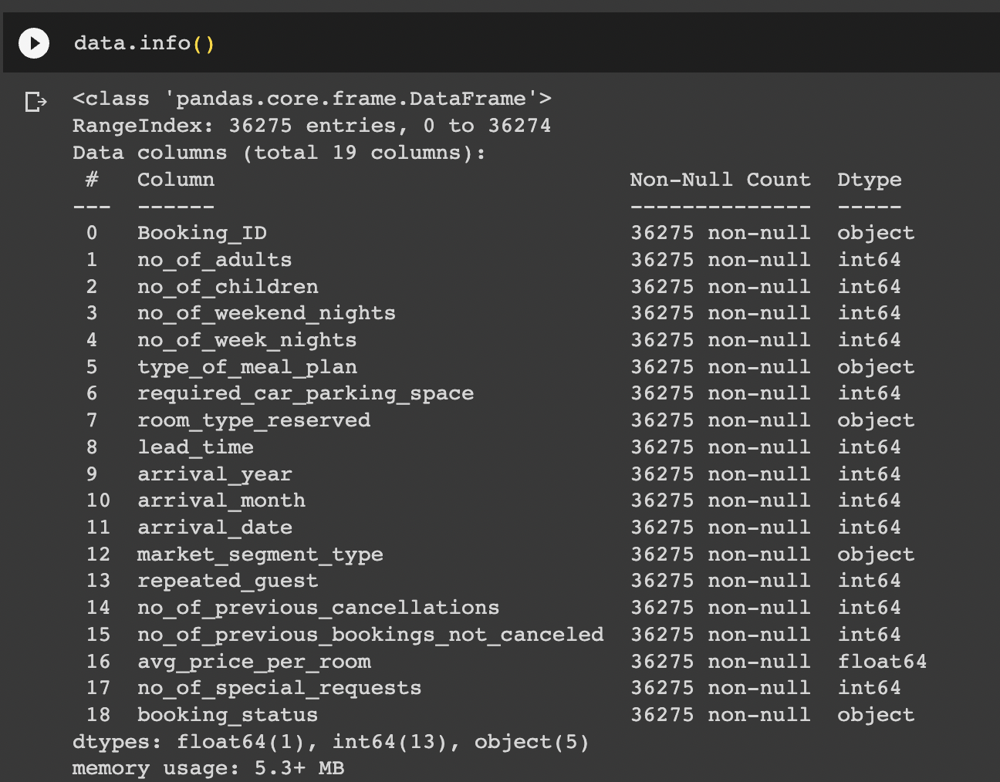 data.info()
<class 'pandas.core.frame.DataFrame'>
RangeIndex: 36275 entries, 0 to 36274
Data columns (total 19 columns):
 #   Column                                Non-Null Count  Dtype
---  ------                                --------------  -----
 0   Booking_ID                            36275 non-null  object
 1   no_of_adults                          36275 non-null  int64
 2   no_of_children                        36275 non-null  int64
 3   no_of_weekend_nights                  36275 non-null  int64
 4   no_of_week_nights                     36275 non-null  int64
 5   type_of_meal_plan                     36275 non-null  object
 6   required_car_parking_space            36275 non-null  int64
 7   room_type_reserved                    36275 non-null  object
 8   lead_time                             36275 non-null  int64
 9   arrival_year                          36275 non-null  int64
 10  arrival_month                         36275 non-null  int64
 11  arrival_date                          36275 non-null  int64
 12  market_segment_type                   36275 non-null  object
 13  repeated_guest                        36275 non-null  int64
 14  no_of_previous_cancellations          36275 non-null  int64
 15  no_of_previous_bookings_not_canceled  36275 non-null  int64
 16  avg_price_per_room                    36275 non-null  float64
 17  no_of_special_requests                36275 non-null  int64
 18  booking_status                        36275 non-null  object
dtypes: float64(1), int64(13), object(5)
memory usage: 5.3+ MB